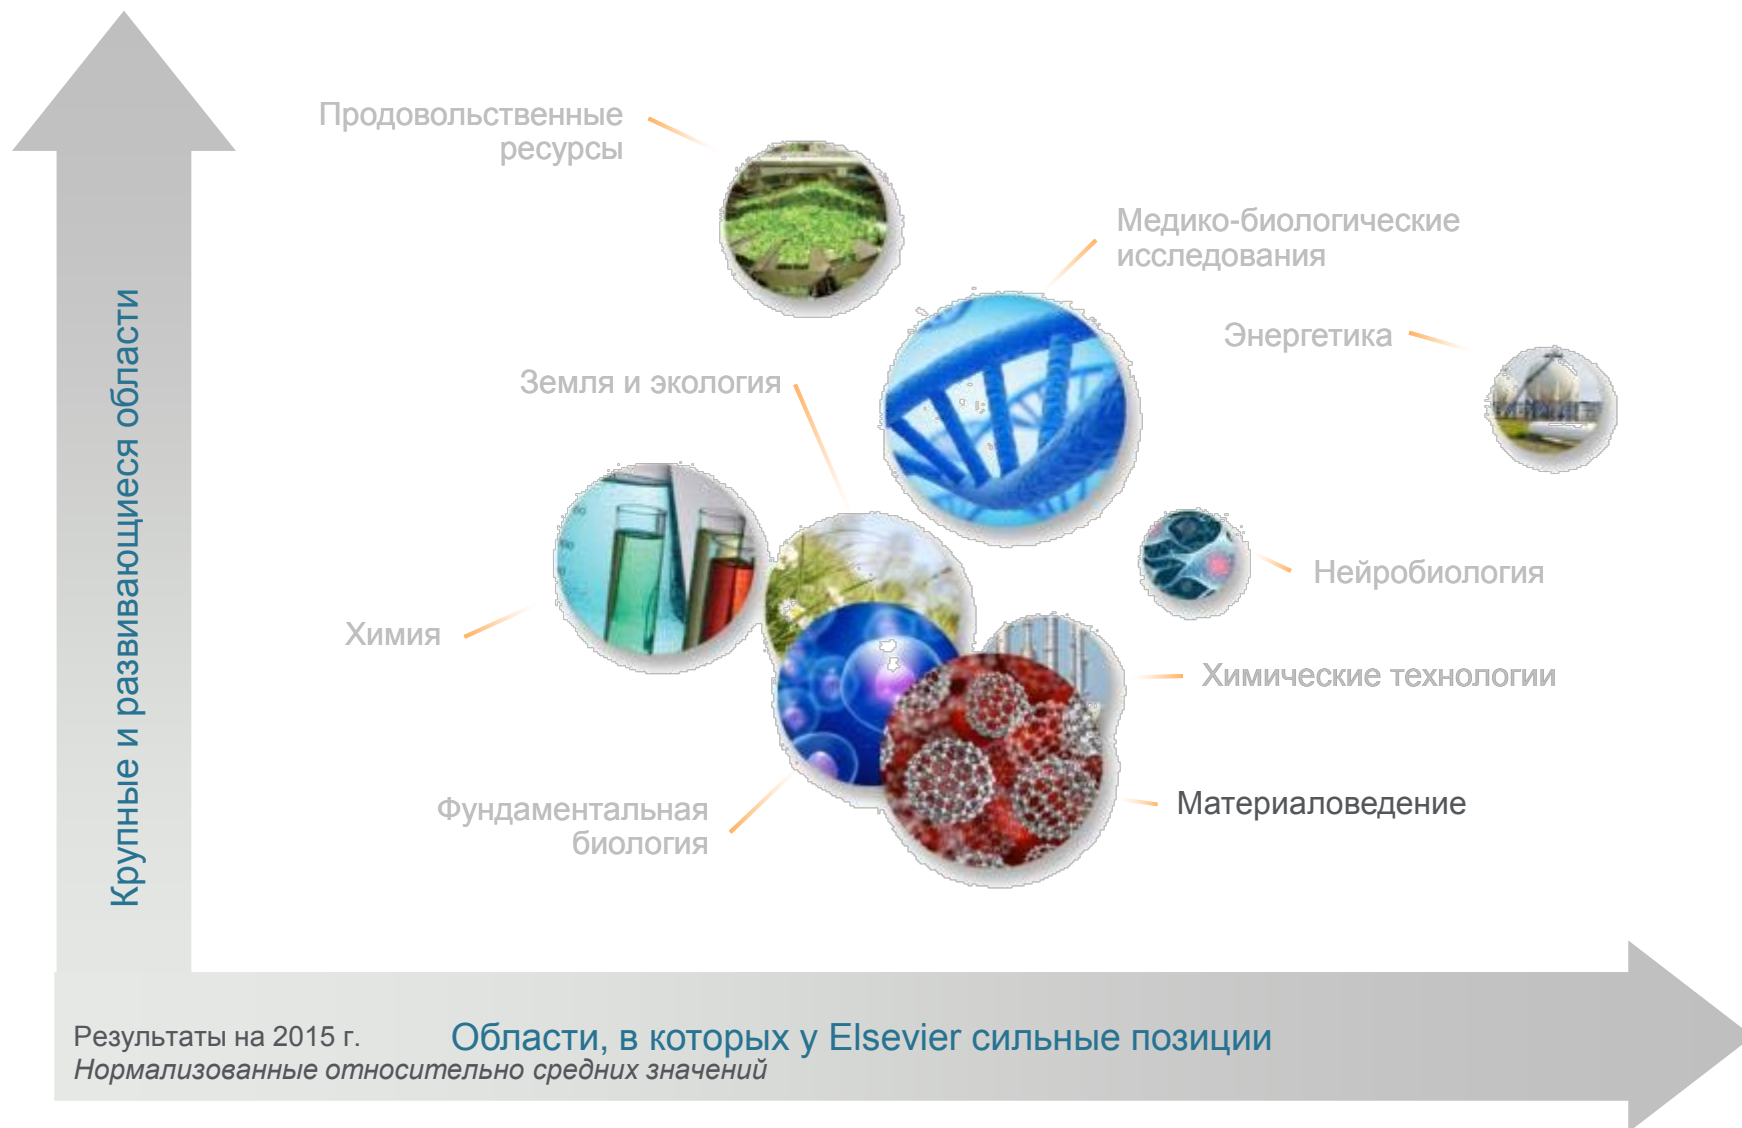 Продовольственные
ресурсы
Медико-биологические
исследования
Энергетика
Земля и экология
Крупные и развивающиеся области
Нейробиология
Химия
Химические технологии
Материаловедение
Фундаментальная
биология
Результаты на 2015 г.
Области, в которых у Elsevier сильные позиции
Нормализованные относительно средних значений